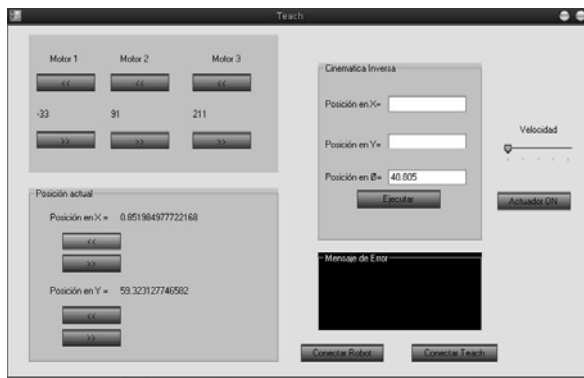 Teach
Motor 1 Motor 2 Motor 3
<< << <<
-33 91 211
>> >> >>
Posición actual
Posición en X = 0.851984977722168
<<
>>
Posición en Y = 59.323127746582
<<
>>
Cinematica Inversa
Posición en X=
Posición en Y=
Posición en Ø= 40.805
Ejecutar
Velocidad
Actuador ON
Mensaje de Error
Conectar Robot Conectar Teach